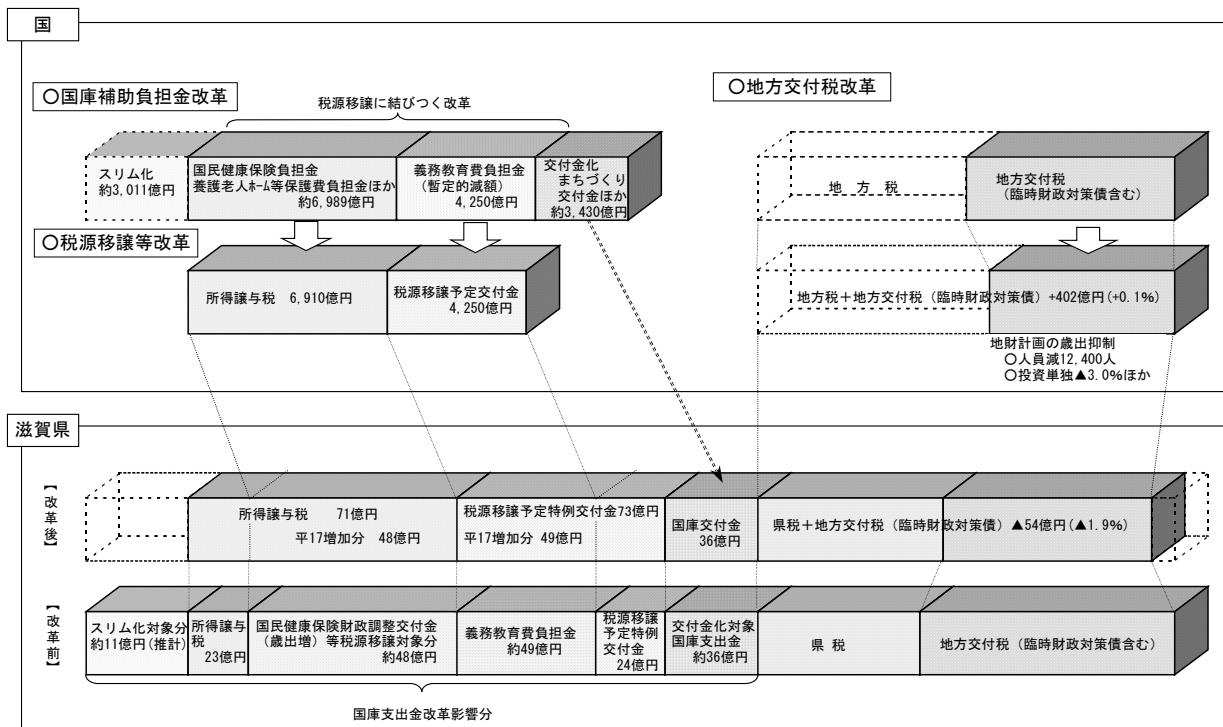 国
○国庫補助負担金改革
税源移譲に結びつく改革
スリム化
約3,011億円
国民健康保険負担金
養護老人ﾎｰﾑ等保護費負担金ほか
約6,989億円
義務教育費負担金
(暫定的減額)
4,250億円
交付金化
まちづくり
交付金ほか
約3,430億円
○税源移譲等改革
所得譲与税 6,910億円
税源移譲予定交付金
4,250億円
○地方交付税改革
地 方 税
地方交付税
(臨時財政対策債含む)
地方税+地方交付税(臨時財政対策債)+402億円(+0.1%)
地財計画の歳出抑制
○人員減12,400人
○投資単独▲3.0%ほか
滋賀県
【改革後】
所得譲与税 71億円
平17増加分 48億円
税源移譲予定特例交付金73億円
平17増加分 49億円
国庫交付金
36億円
県税+地方交付税(臨時財政対策債)▲54億円(▲1.9%)
【改革前】
スリム化対象分
約11億円(推計)
所得譲与
税
23億円
国民健康保険財政調整交付金
(歳出増)等税源移譲対象分
約48億円
義務教育費負担金
約49億円
税源移譲
予定特例
交付金
24億円
交付金化対象
国庫支出金
約36億円
県 税
地方交付税(臨時財政対策債含む)
国庫支出金改革影響分